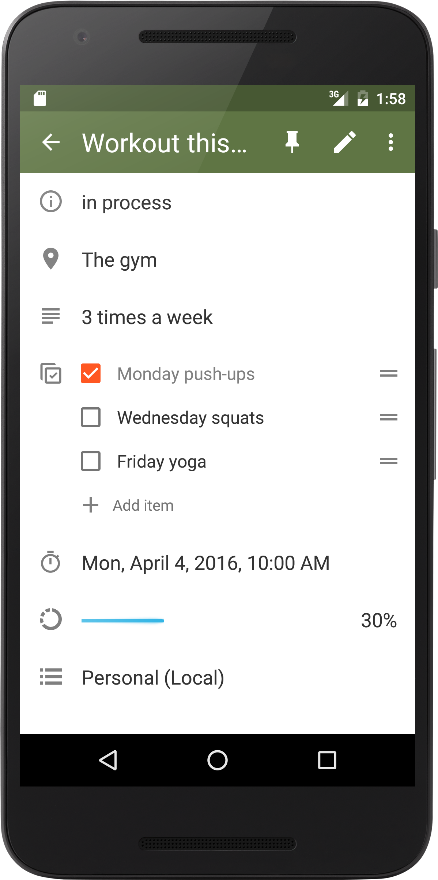 3G
1:58
Workout this...
in process
The gym
3 times a week
Monday push-ups
Wednesday squats
Friday yoga
Add item
Mon, April 4, 2016, 10:00 AM
30%
Personal (Local)